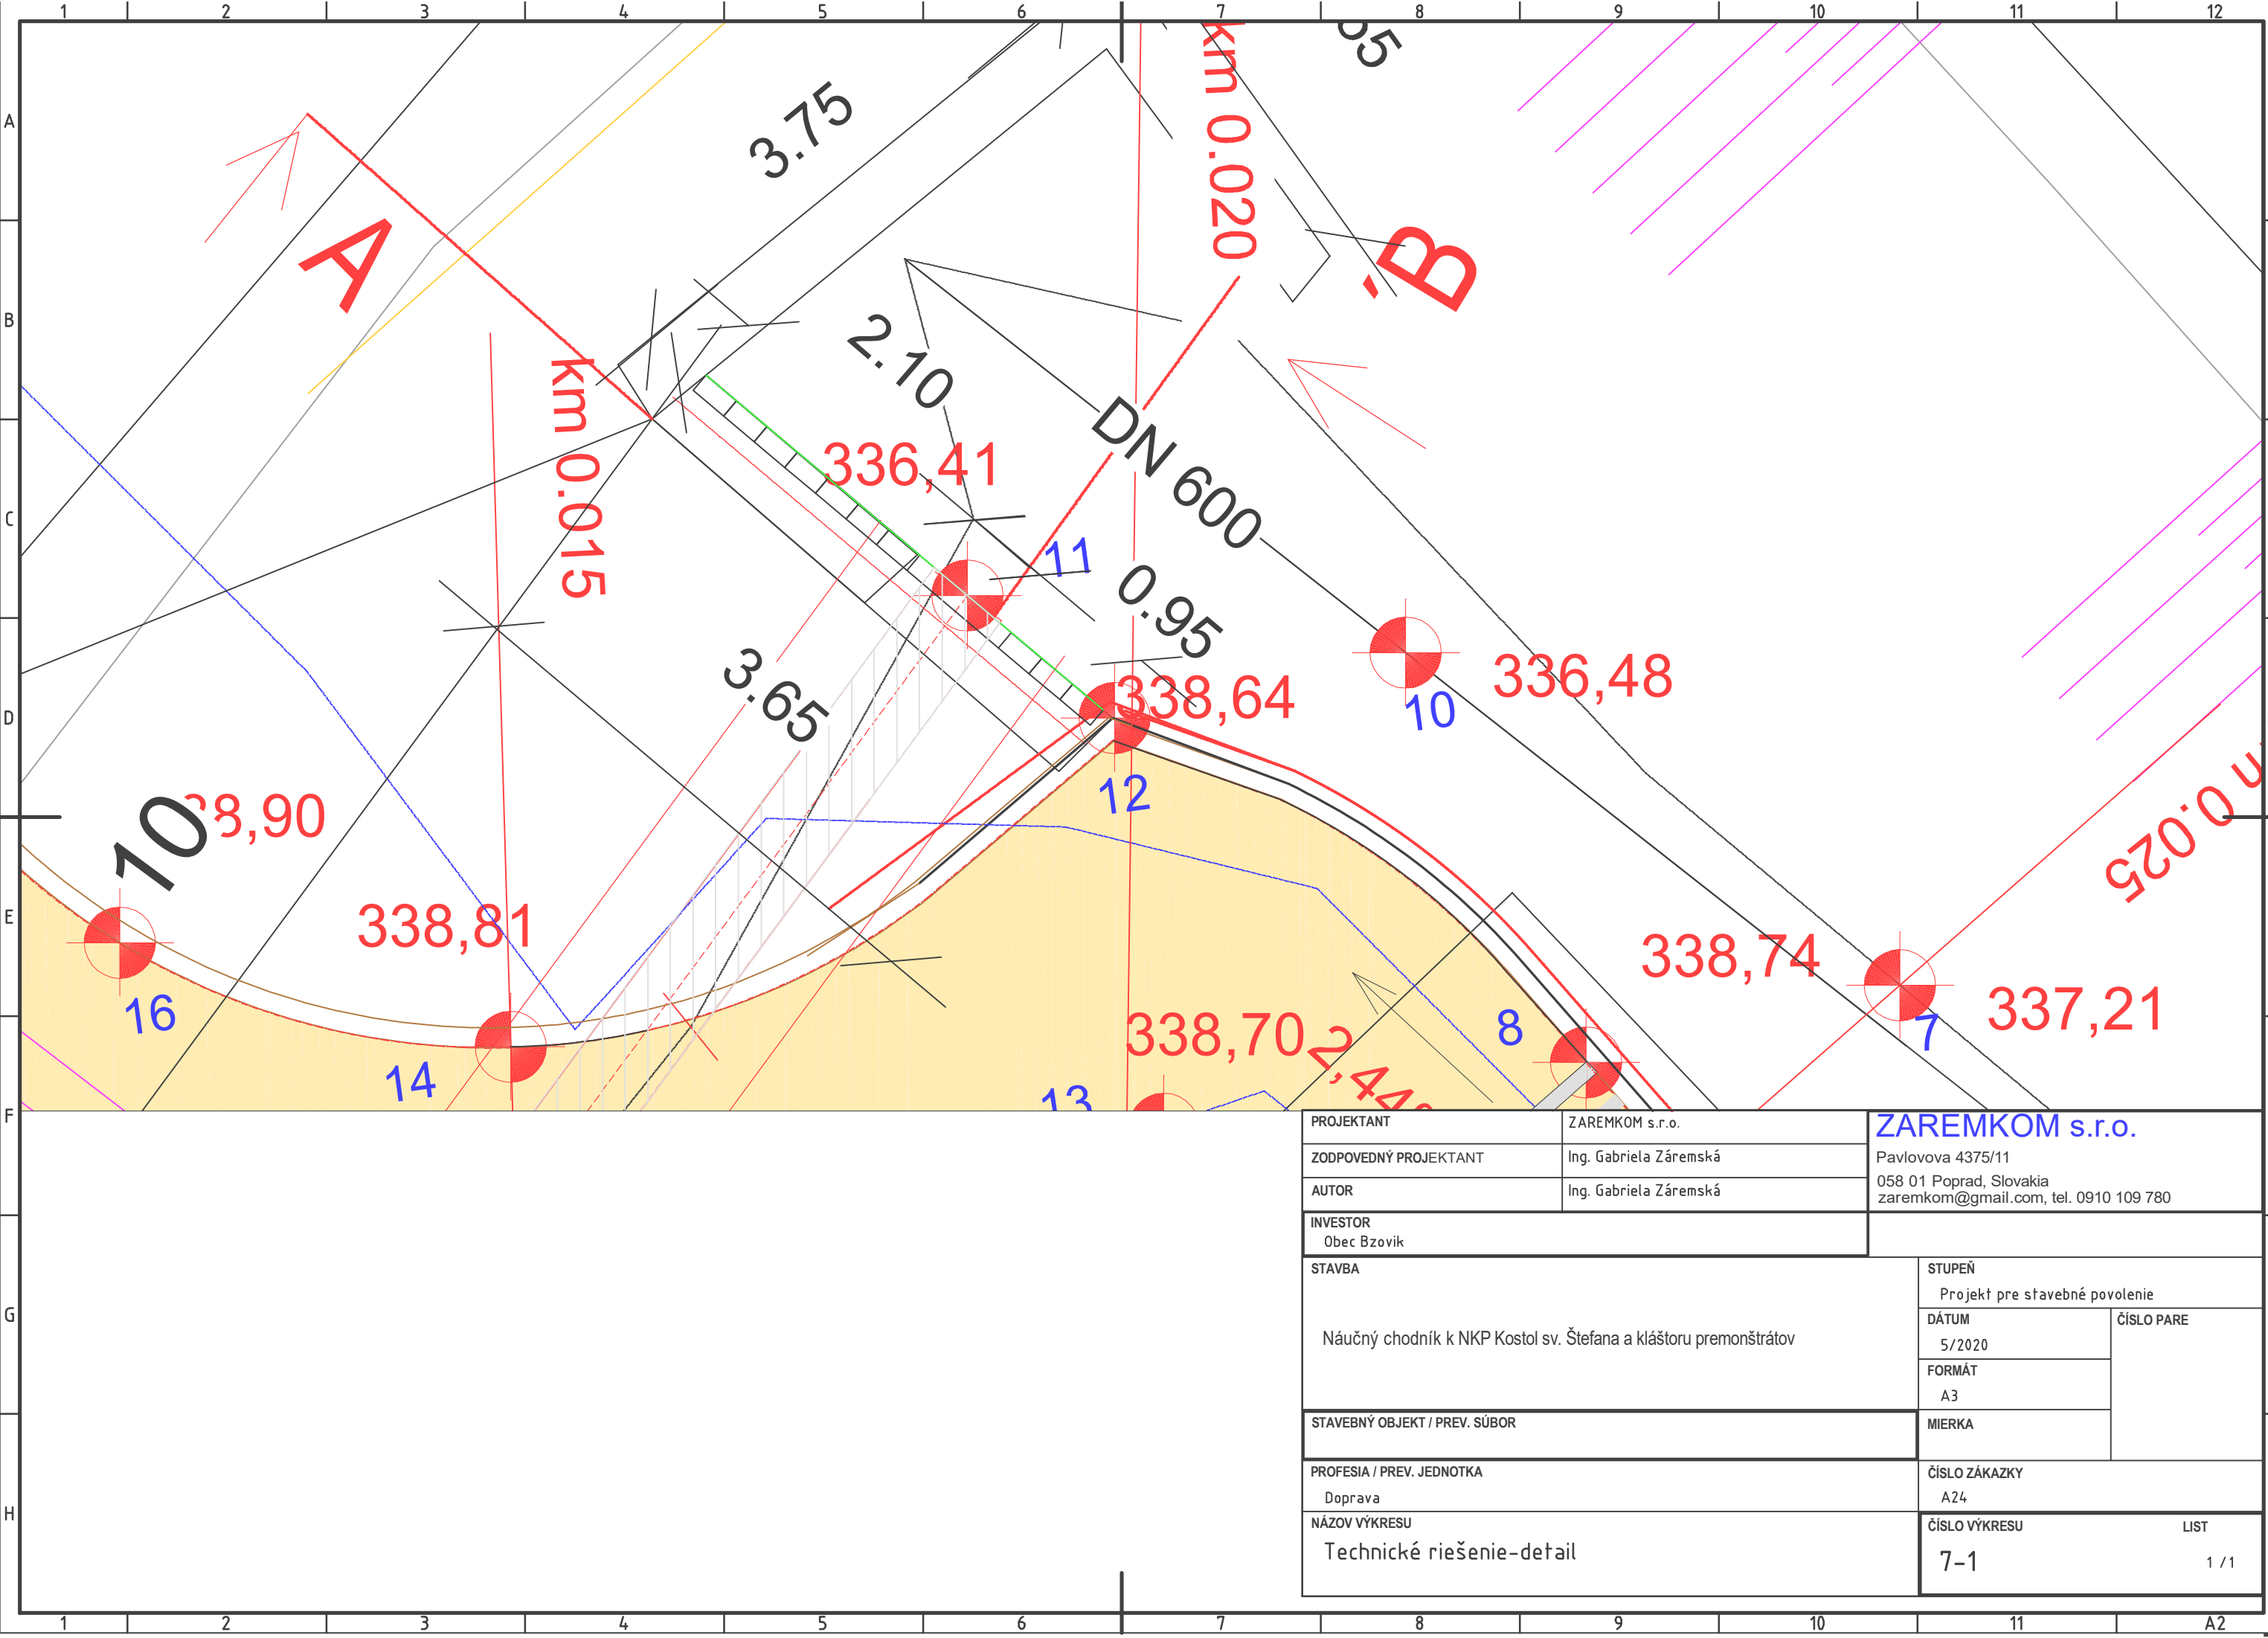 1 2 3 4 5 6 7 8 9 10 11 12
A
B
C
D
E
F
G
H
3.75
km 0.020
A
B
2.10
km 0.015
336,41
DN 600
11
0.95
3.65
338,64
336,48
10
12
10
8,90
338,81
338,74
337,21
0.025
16
14
338,70
8
7
13
PROJEKTANT
ZAREMKOM s.r.o.
ZODPOVEDNÝ PROJEKTANT
Ing. Gabriela Záremská
AUTOR
Ing. Gabriela Záremská
ZAREMKOM s.r.o.
Pavlovova 4375/11
058 01 Poprad, Slovakia
zaremkom@gmail.com, tel. 0910 109 780
INVESTOR
Obec Bzovik
STAVBA
Náučný chodník k NKP Kostol sv. Štefana a kláštoru premonštrátov
STUPEŇ
Projekt pre stavebné povolenie
DÁTUM
5/2020
ČÍSLO PARE
FORMÁT
A3
STAVEBNÝ OBJEKT / PREV. SÚBOR
MIERKA
PROFESIA / PREV. JEDNOTKA
Doprava
ČÍSLO ZÁKAZKY
A24
NÁZOV VÝKRESU
Technické riešenie-detail
ČÍSLO VÝKRESU
7-1
LIST
1 /1
1 2 3 4 5 6 7 8 9 10 11 A2